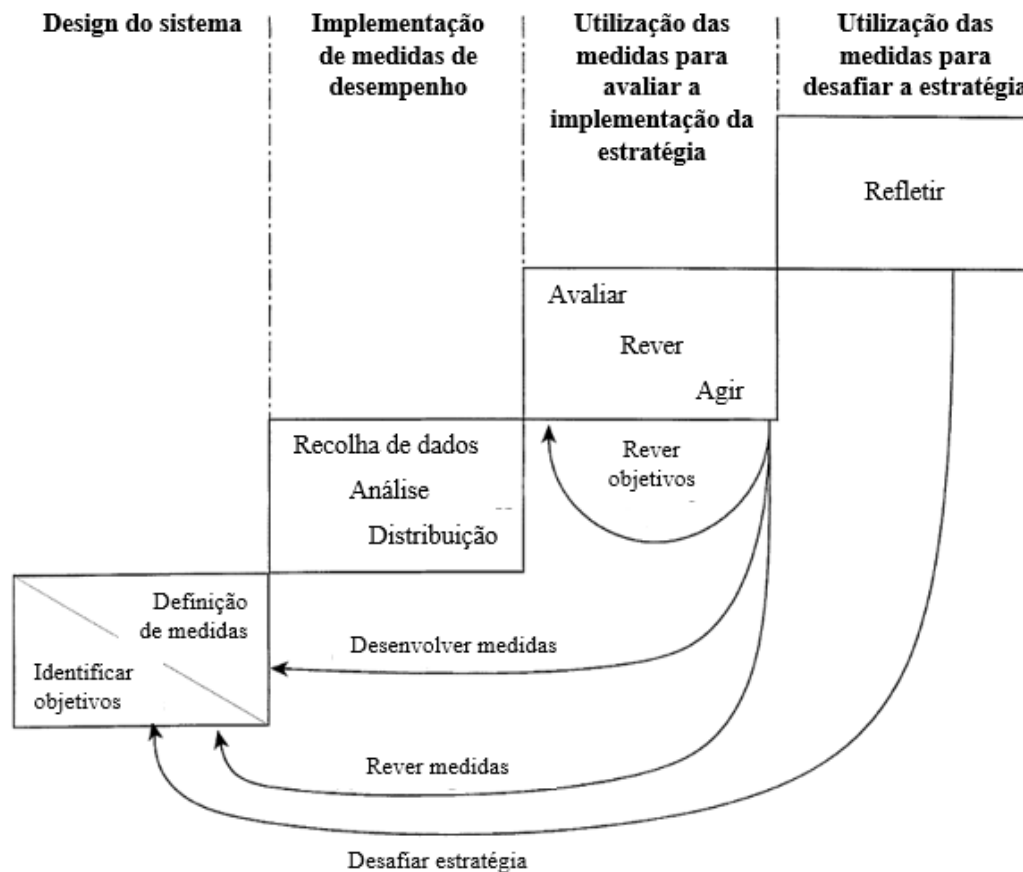 Design do sistema
Implementação
de medidas de
desempenho
Utilização das
medidas para
avaliar a
implementação da
estratégia
Utilização das
medidas para
desafiar a estratégia
Refletir
Avaliar
Rever
Agir
Recolha de dados
Análise
Distribuição
Rever
objetivos
Definição
de medidas
Identificar
objetivos
Desenvolver medidas
Rever medidas
Desafiar estratégia